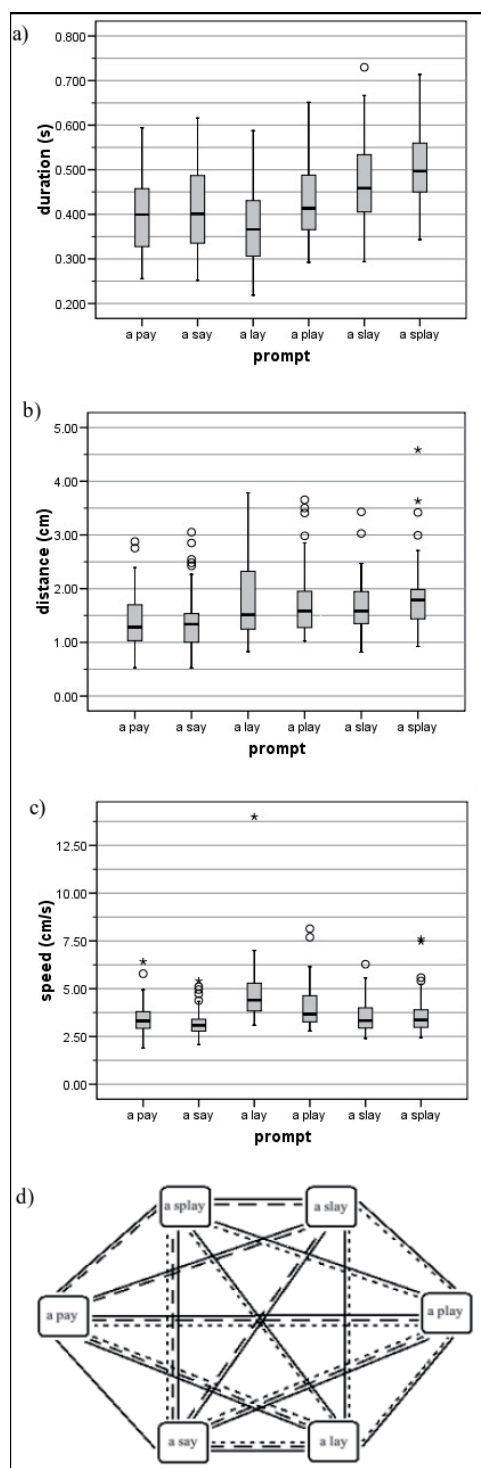 a)
0.800
0.700
0.600
0.500
0.400
0.300
0.200
duration (s)
a pay a say a lay a play a slay a splay
prompt
b)
5.00
4.00
3.00
2.00
1.00
0.00
distance (cm)
a pay a say a lay a play a slay a splay
prompt
c)
12.50
10.00
7.50
5.00
2.50
0.00
speed (cm/s)
a pay a say a lay a play a slay a splay
prompt
d)
a splay a slay
a pay a play
a say a lay